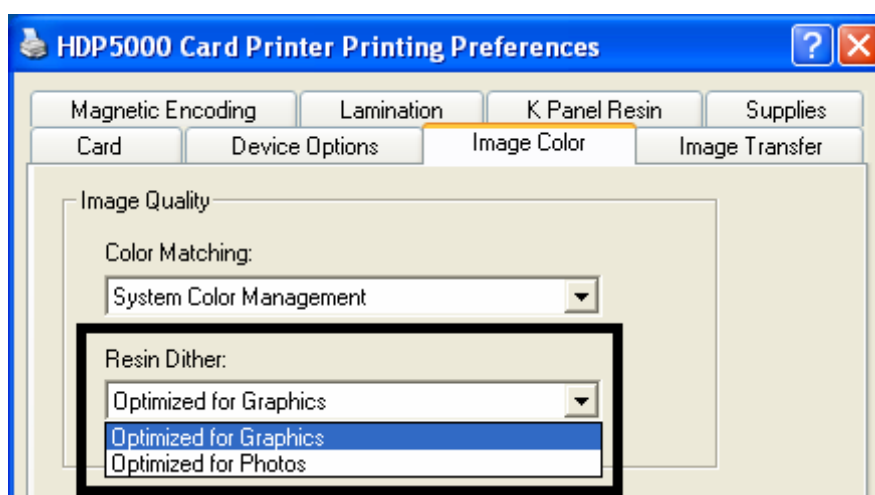 HDP5000 Card Printer Printing Preferences
Magnetic Encoding Lamination K Panel Resin Supplies
Card Device Options Image Color Image Transfer
Image Quality
Color Matching:
System Color Management
Resin Dither:
Optimized for Graphics
Optimized for Graphics
Optimized for Photos